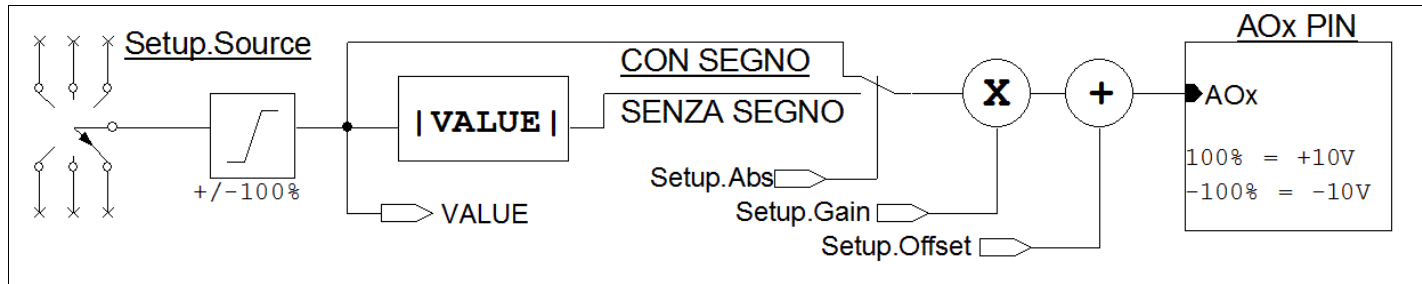 Setup.Source
AOx PIN
CON SEGNO
|VALUE|
X
+
AOx
SENZA SEGNO
+/-100%
100% = +10V
-100% = -10V
Setup.Abs
VALUE
Setup.Gain
Setup.Offset